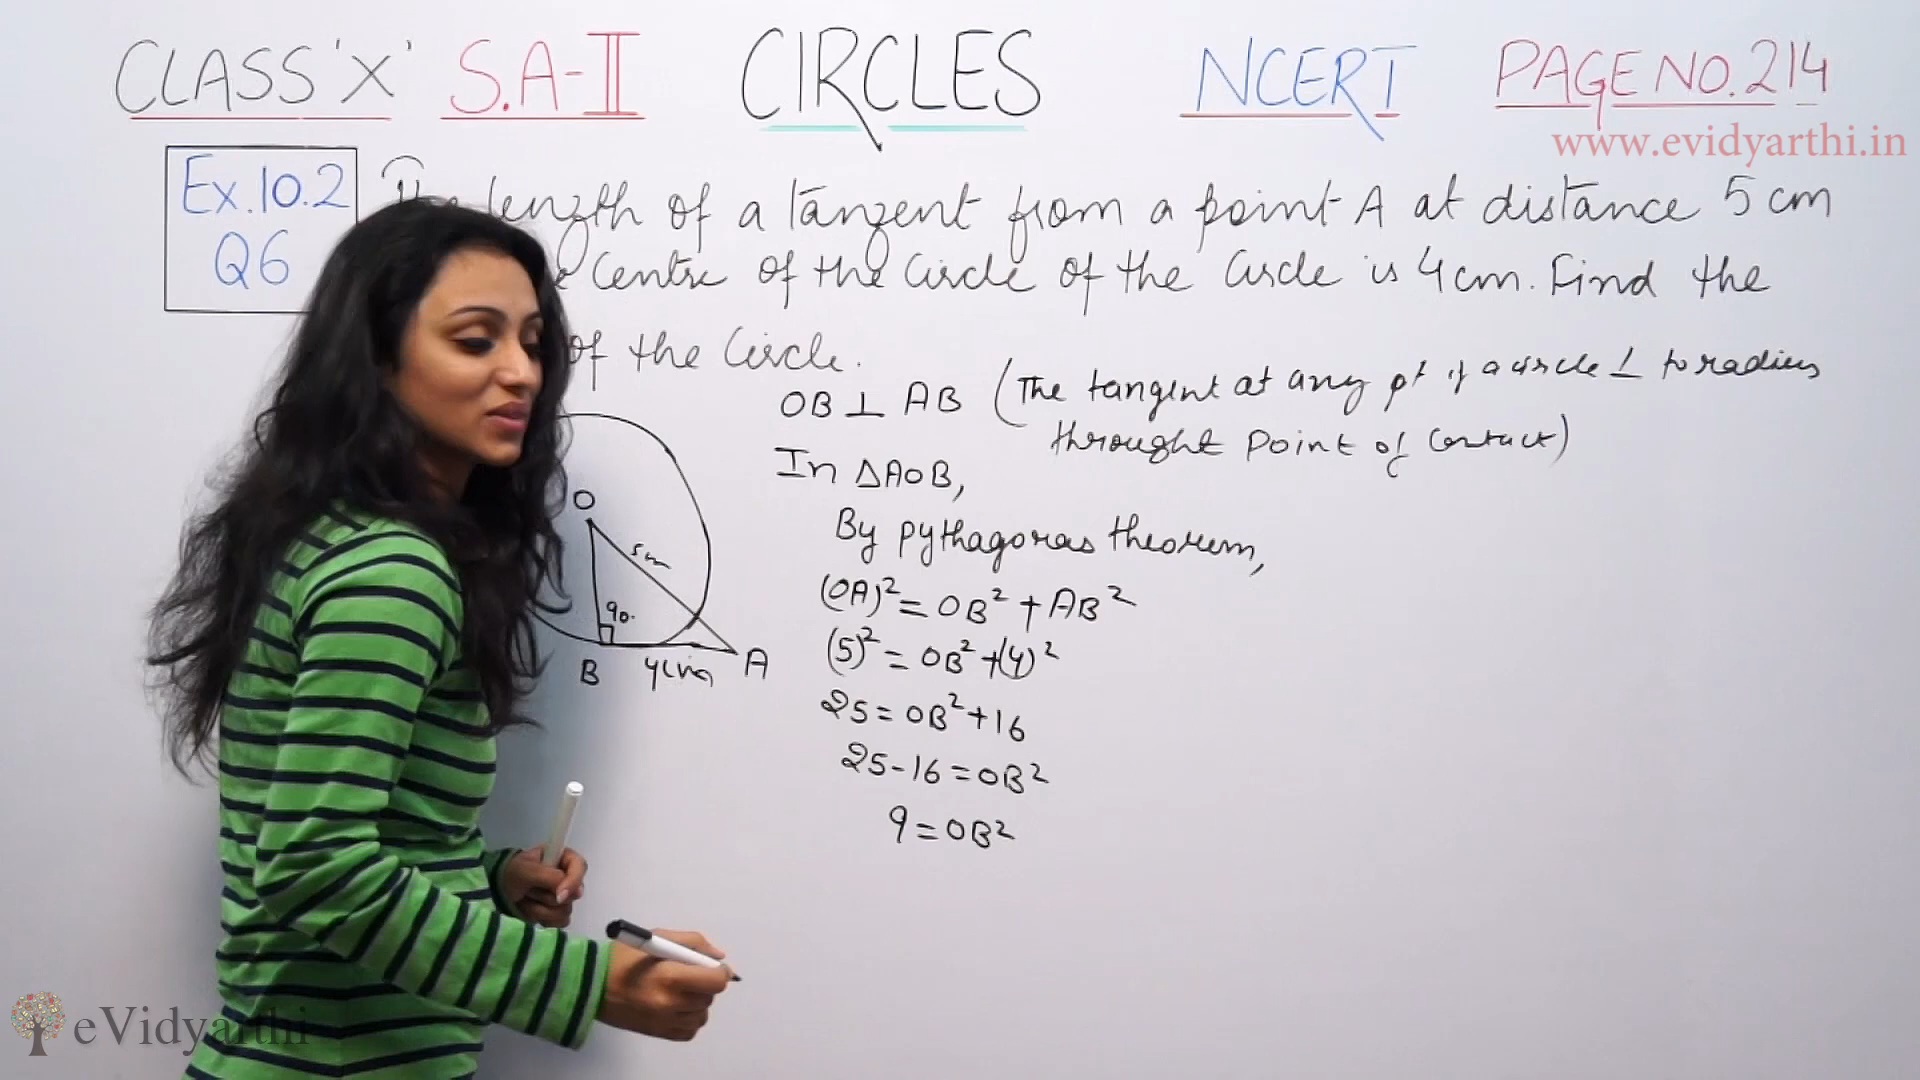 CLASS 'X' S.A-II CIRCLES NCERT PAGE NO. 214
www.evidyarthi.in
Ex.10.2
Q6
length of a tangent from a point A at distance 5 cm
Centre of the Circle of the Circle is 4 cm. Find the
of the Circle.
OB ⊥ AB (The tangent at any pt of a circle ⊥ to radius
throught point of contact)
In ΔAOB,
By pythagoras theorem,
(OA)² = OB² + AB²
(5)² = OB² + (4)²
25 = OB² + 16
25 - 16 = OB²
9 = OB²
O
5cm
90°
B 4cm A
eVidyarthi